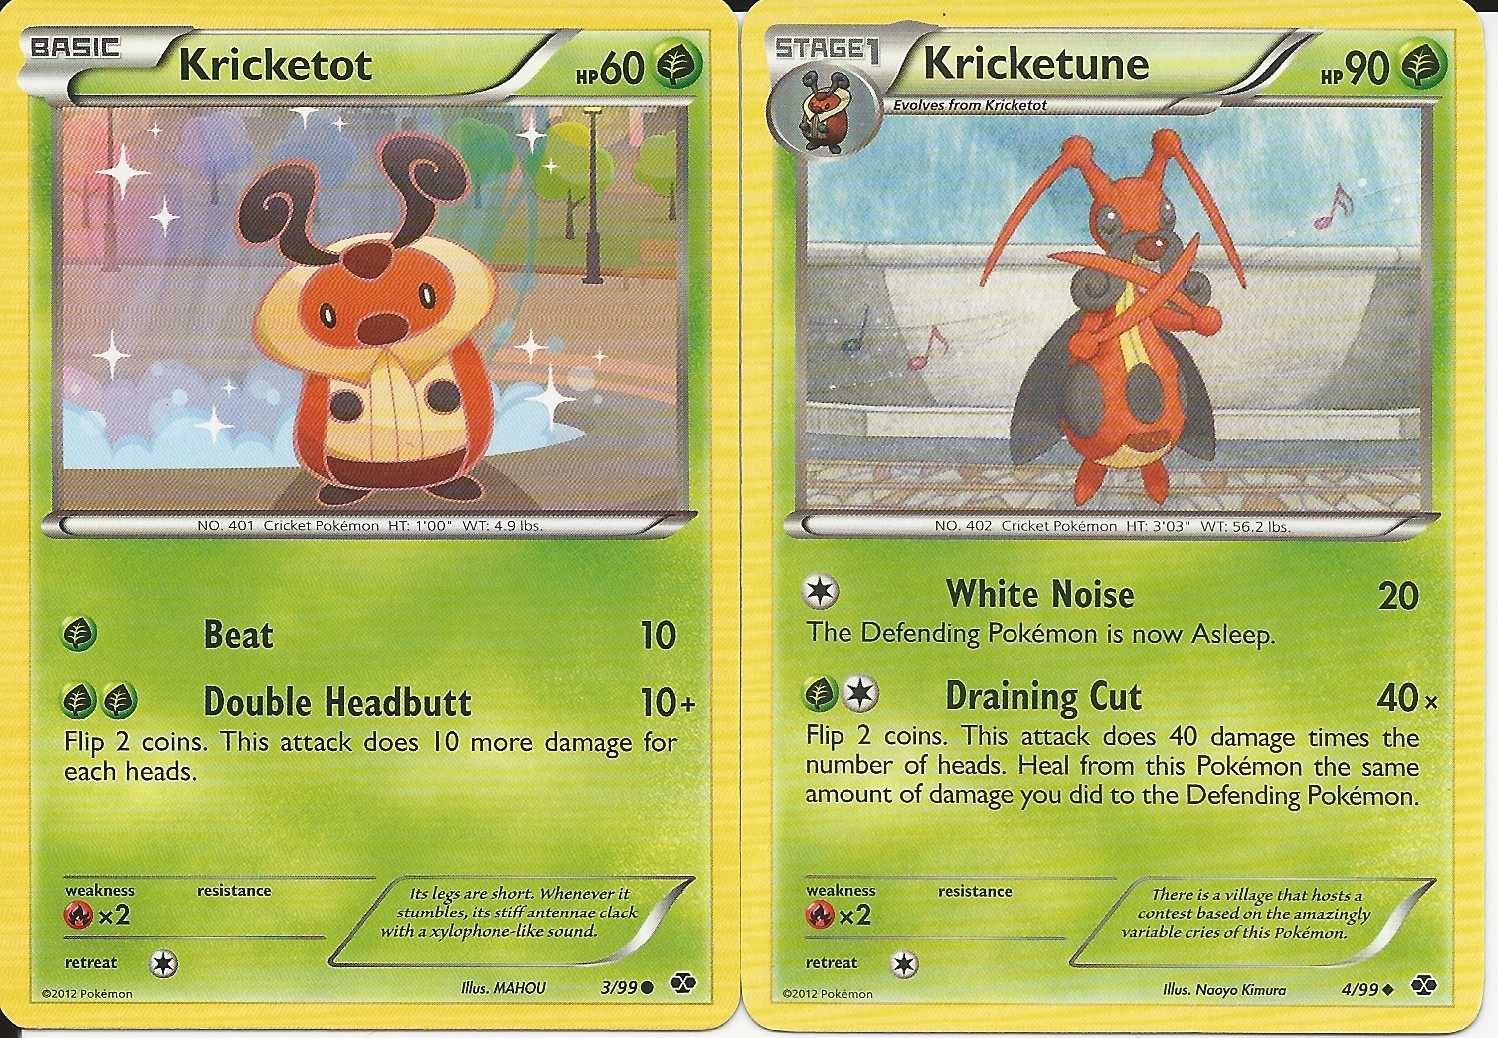 BASIC
Kricketot
HP60
NO. 401 Cricket Pokémon HT: 1'00" WT: 4.9 lbs.
Beat 10
Double Headbutt 10+
Flip 2 coins. This attack does 10 more damage for
each heads.
weakness resistance
×2
retreat
Its legs are short. Whenever it
stumbles, its stiff antennae clack
with a xylophone-like sound.
©2012 Pokémon
Illus. MAHOU
3/99
STAGE1
Kricketune
HP90
Evolves from Kricketot
NO. 402 Cricket Pokémon HT: 3'03" WT: 56.2 lbs.
White Noise 20
The Defending Pokémon is now Asleep.
Draining Cut 40×
Flip 2 coins. This attack does 40 damage times the
number of heads. Heal from this Pokémon the same
amount of damage you did to the Defending Pokémon.
weakness resistance
×2
retreat
There is a village that hosts a
contest based on the amazingly
variable cries of this Pokémon.
©2012 Pokémon
Illus. Naoyo Kimura
4/99